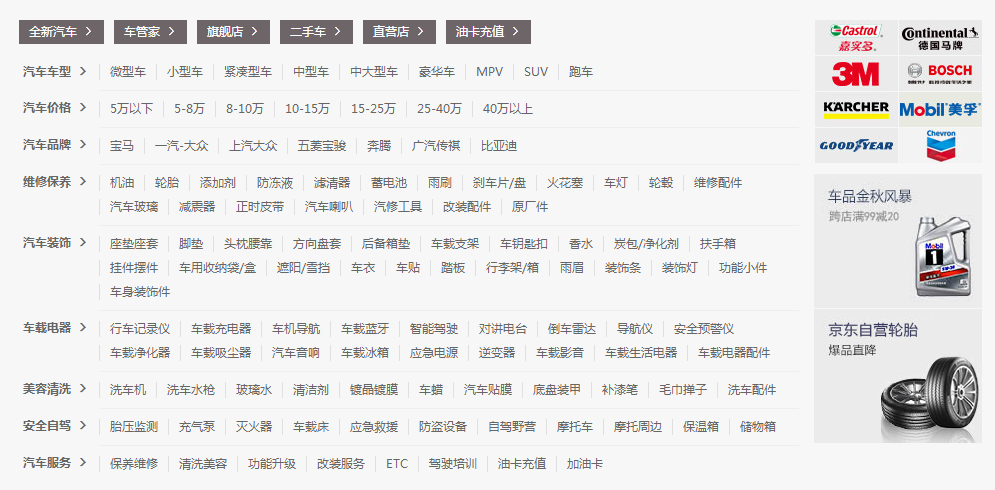 全新汽车 > 车管家 > 旗舰店 > 二手车 > 直营店 > 油卡充值 >
汽车车型 > 微型车 小型车 紧凑型车 中型车 中大型车 豪华车 MPV SUV 跑车
汽车价格 > 5万以下 5-8万 8-10万 10-15万 15-25万 25-40万 40万以上
汽车品牌 > 宝马 一汽-大众 上汽大众 五菱宝骏 奔腾 广汽传祺 比亚迪
维修保养 > 机油 轮胎 添加剂 防冻液 滤清器 蓄电池 雨刷 刹车片/盘 火花塞 车灯 轮毂 维修配件
汽车玻璃 减震器 正时皮带 汽车喇叭 汽修工具 改装配件 原厂件
汽车装饰 > 座垫座套 脚垫 头枕腰靠 方向盘套 后备箱垫 车载支架 车钥匙扣 香水 炭包/净化剂 扶手箱
挂件摆件 车用收纳袋/盒 遮阳/雪挡 车衣 车贴 踏板 行李架/箱 雨眉 装饰条 装饰灯 功能小件
车身装饰件
车载电器 > 行车记录仪 车载充电器 车机导航 车载蓝牙 智能驾驶 对讲电台 倒车雷达 导航仪 安全预警仪
车载净化器 车载吸尘器 汽车音响 车载冰箱 应急电源 逆变器 车载影音 车载生活电器 车载电器配件
美容清洗 > 洗车机 洗车水枪 玻璃水 清洁剂 镀晶镀膜 车蜡 汽车贴膜 底盘装甲 补漆笔 毛巾掸子 洗车配件
安全自驾 > 胎压监测 充气泵 灭火器 车载床 应急救援 防盗设备 自驾野营 摩托车 摩托周边 保温箱 储物箱
汽车服务 > 保养维修 清洗美容 功能升级 改装服务 ETC 驾驶培训 油卡充值 加油卡
Castrol
嘉实多
Continental
德国马牌
3M
BOSCH
KÄRCHER
Mobil 美孚
GOODYEAR
Chevron
车品金秋风暴
跨店满99减20
Mobil
1
京东自营轮胎
爆品直降